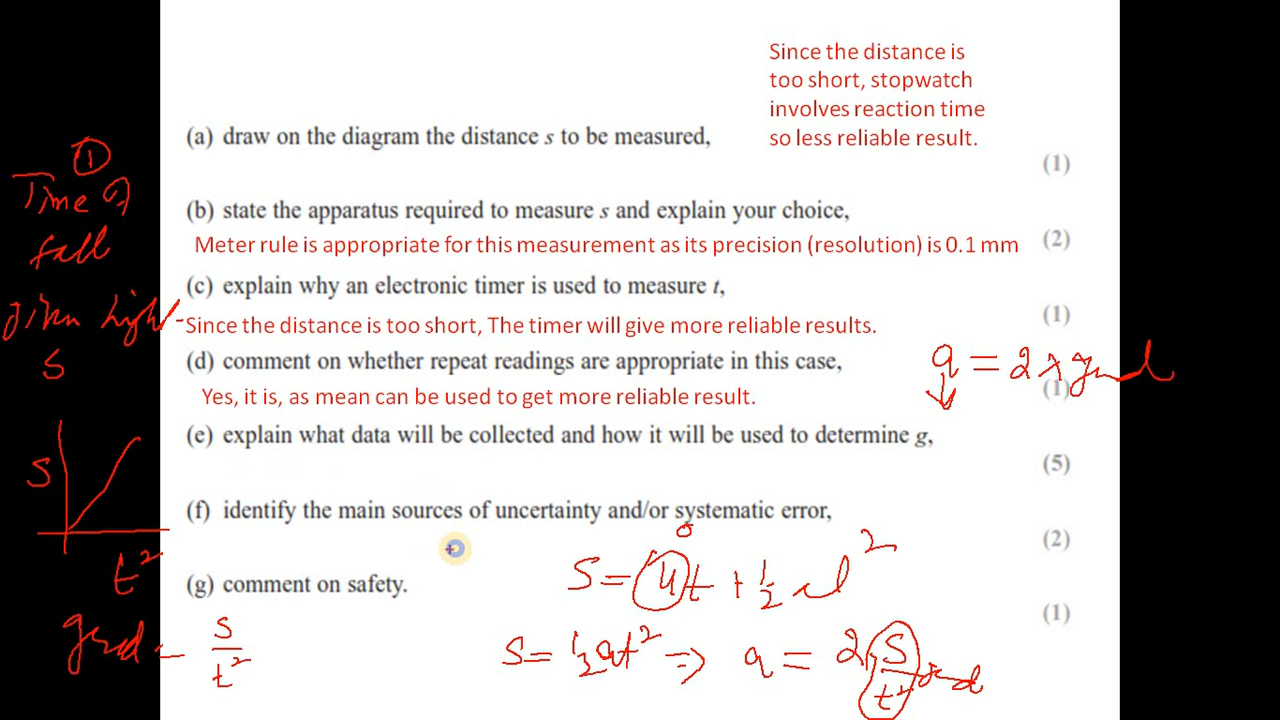 Since the distance is
too short, stopwatch
involves reaction time
so less reliable result.
(a) draw on the diagram the distance s to be measured,
(1)
(b) state the apparatus required to measure s and explain your choice,
Meter rule is appropriate for this measurement as its precision (resolution) is 0.1 mm
(2)
(c) explain why an electronic timer is used to measure t,
-Since the distance is too short, The timer will give more reliable results.
(1)
(d) comment on whether repeat readings are appropriate in this case,
(1)
Yes, it is, as mean can be used to get more reliable result.
(e) explain what data will be collected and how it will be used to determine g,
(5)
(f) identify the main sources of uncertainty and/or systematic error,
(2)
(g) comment on safety.
(1)
①
Time of
fall
given
S
S
t²
grad = s/t²
0
S = ut + ½
S = ½at² ⇒ a = 2 S/t² grad
a = 2 × grad